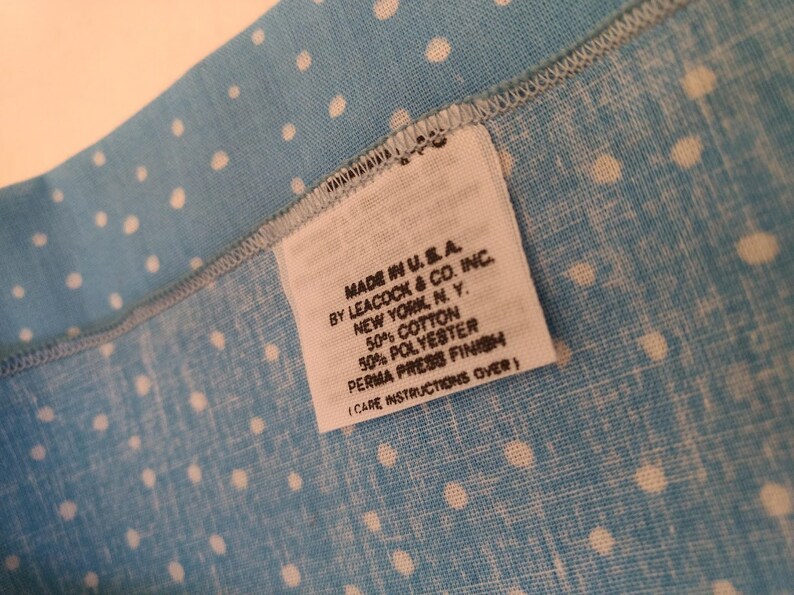 MADE IN U.S.A.
BY LEACOCK & CO. INC.
NEW YORK, N.Y.
50% COTTON
50% POLYESTER
PERMA PRESS FINISH
(CARE INSTRUCTIONS OVER)